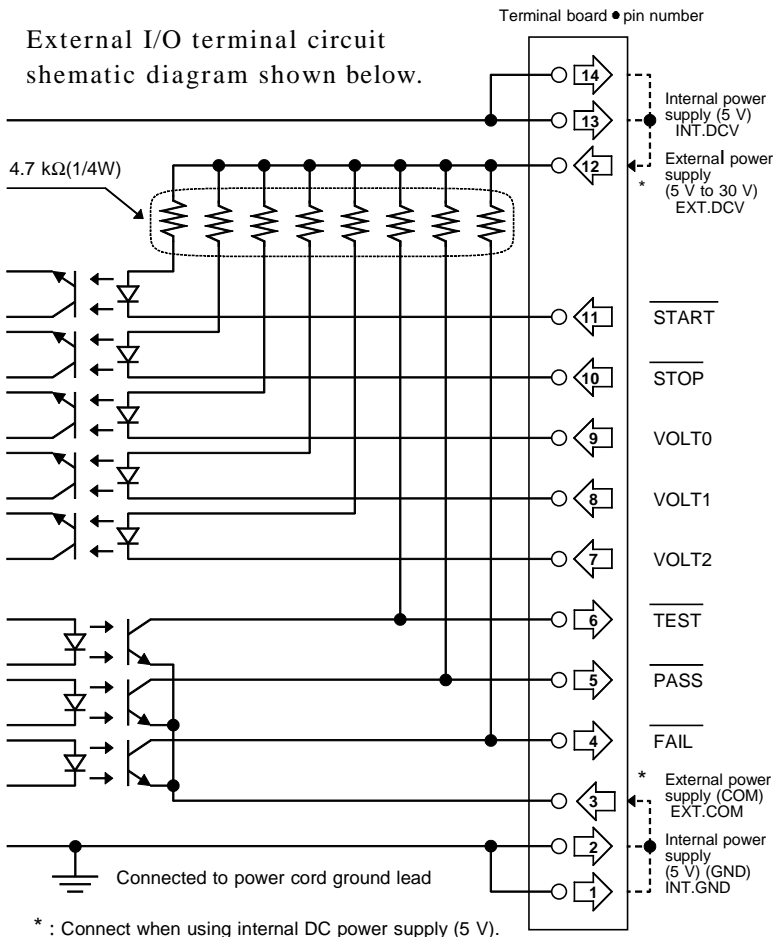 Terminal board ● pin number
External I/O terminal circuit
shematic diagram shown below.
14
13
12
Internal power
supply (5 V)
INT.DCV
External power
supply
(5 V to 30 V)
EXT.DCV
*
4.7 kΩ(1/4W)
11 START
10 STOP
9 VOLT0
8 VOLT1
7 VOLT2
6 TEST
5 PASS
4 FAIL
3
*
External power
supply (COM)
EXT.COM
2
Internal power
supply
(5 V) (GND)
INT.GND
1
Connected to power cord ground lead
* : Connect when using internal DC power supply (5 V).